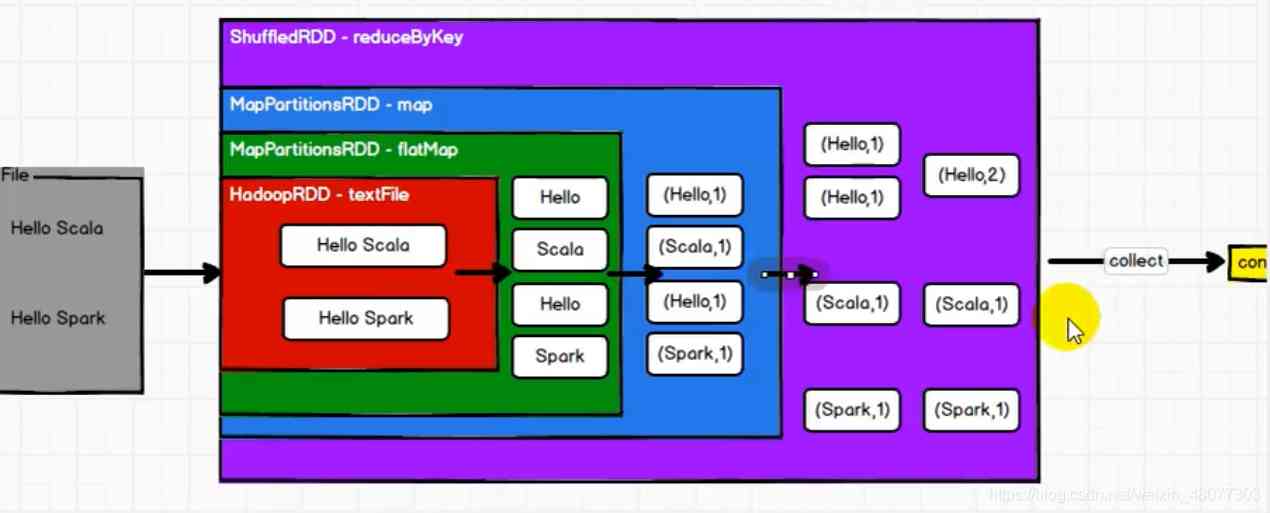 ShuffledRDD - reduceByKey
MapPartitionsRDD - map
MapPartitionsRDD - flatMap
HadoopRDD - textFile
File
Hello Scala
Hello Spark
Hello Scala
Hello Spark
Hello
Scala
Hello
Spark
(Hello,1)
(Scala,1)
(Hello,1)
(Spark,1)
(Hello,1)
(Hello,1)
(Hello,2)
(Scala,1)
(Scala,1)
(Spark,1)
(Spark,1)
collect
con
https://blog.csdn.net/weixin_48077303